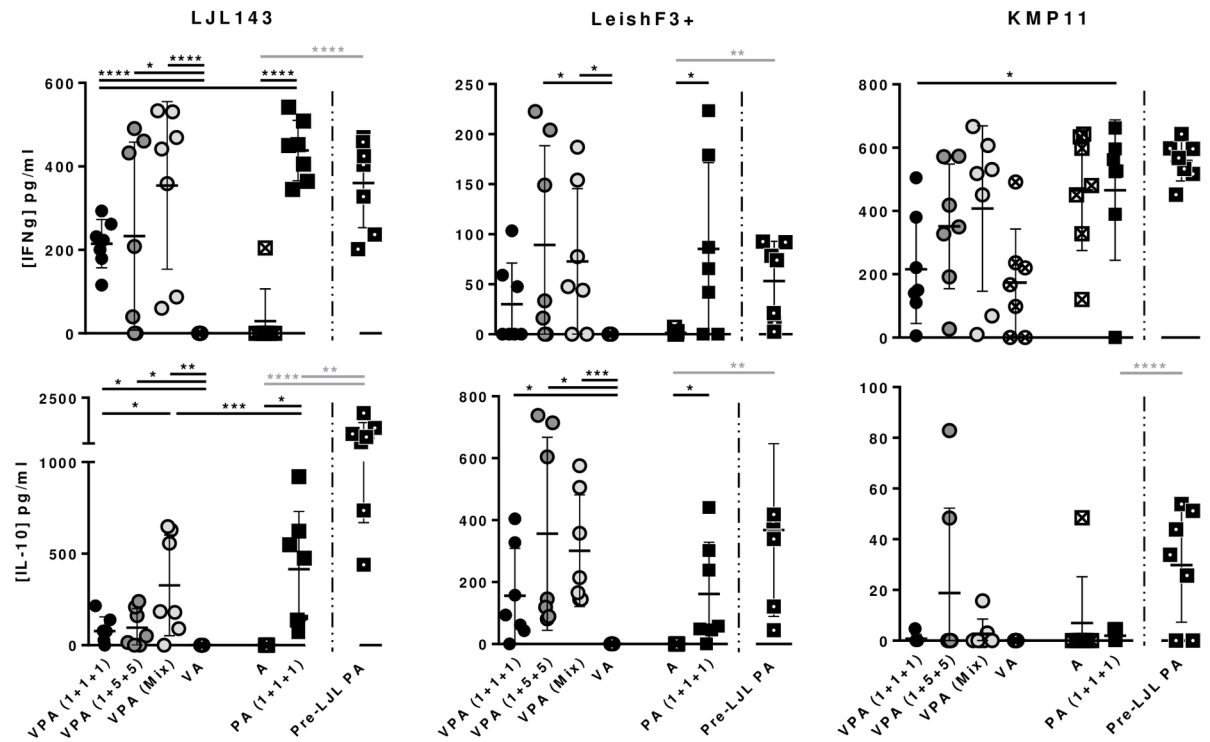 LJL143 LeishF3+ KMP11
**** **
**** * **** **** * * * *
[IFNg] pg/ml
600 250 800
200
400 600
150
400
200 100
200
50
0 0 0
**** ** ** ****
* * ** * * *** *
* *** *
[IL-10] pg/ml
2500 800 100
80
1000 600
60
400
500 40
200
20
0 0 0
VPA (1+1+1) VPA (1+5+5) VPA (Mix) VA A PA (1+1+1) Pre-LJL PA
VPA (1+1+1) VPA (1+5+5) VPA (Mix) VA A PA (1+1+1) Pre-LJL PA
VPA (1+1+1) VPA (1+5+5) VPA (Mix) VA A PA (1+1+1) Pre-LJL PA